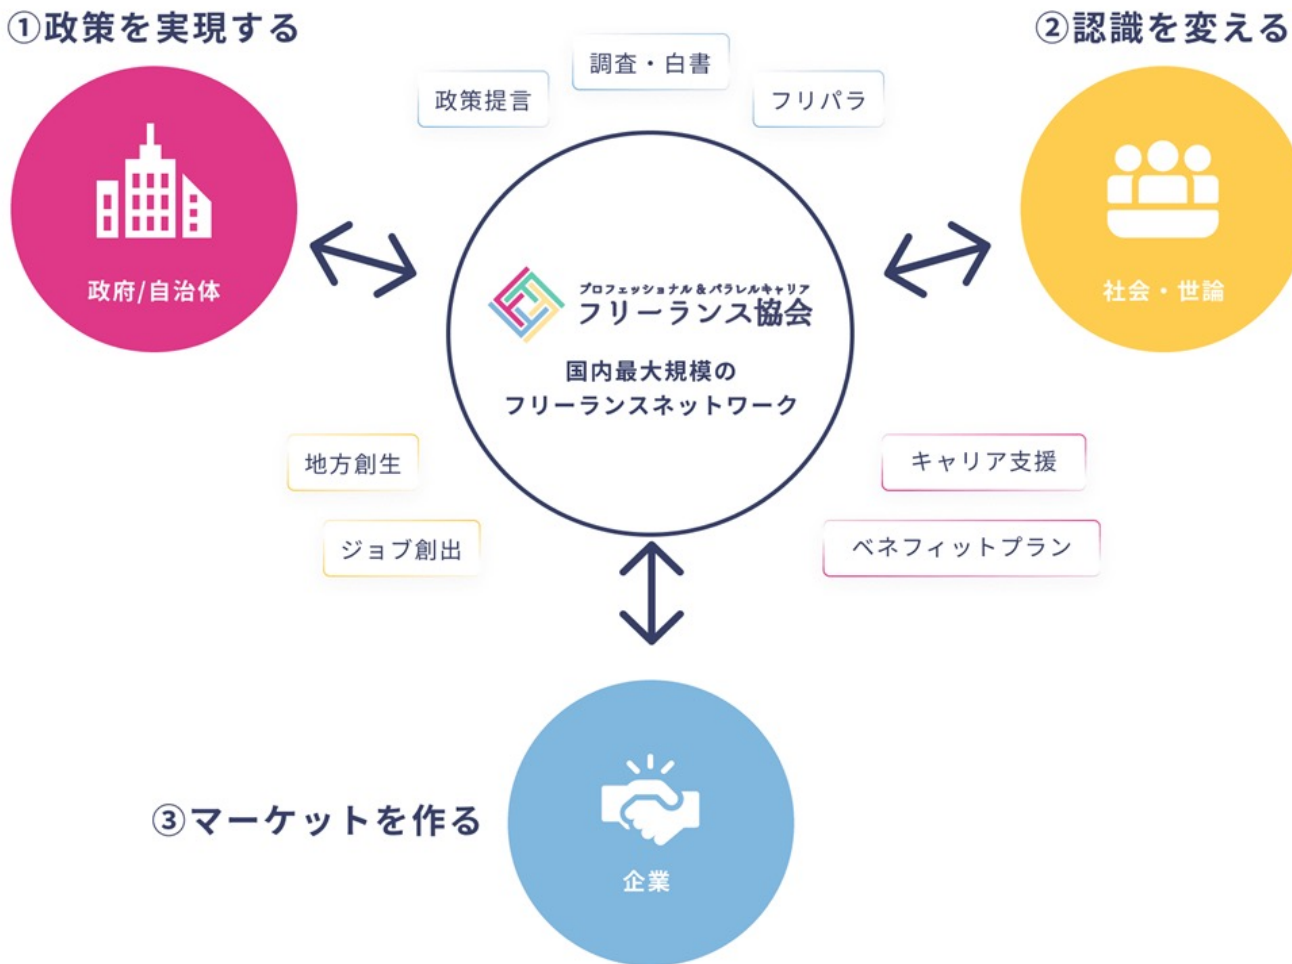 ①政策を実現する
②認識を変える
調査・白書
政策提言
フリパラ
政府/自治体
社会・世論
プロフェッショナル&パラレルキャリア
フリーランス協会
国内最大規模の
フリーランスネットワーク
地方創生
キャリア支援
ジョブ創出
ベネフィットプラン
③マーケットを作る
企業